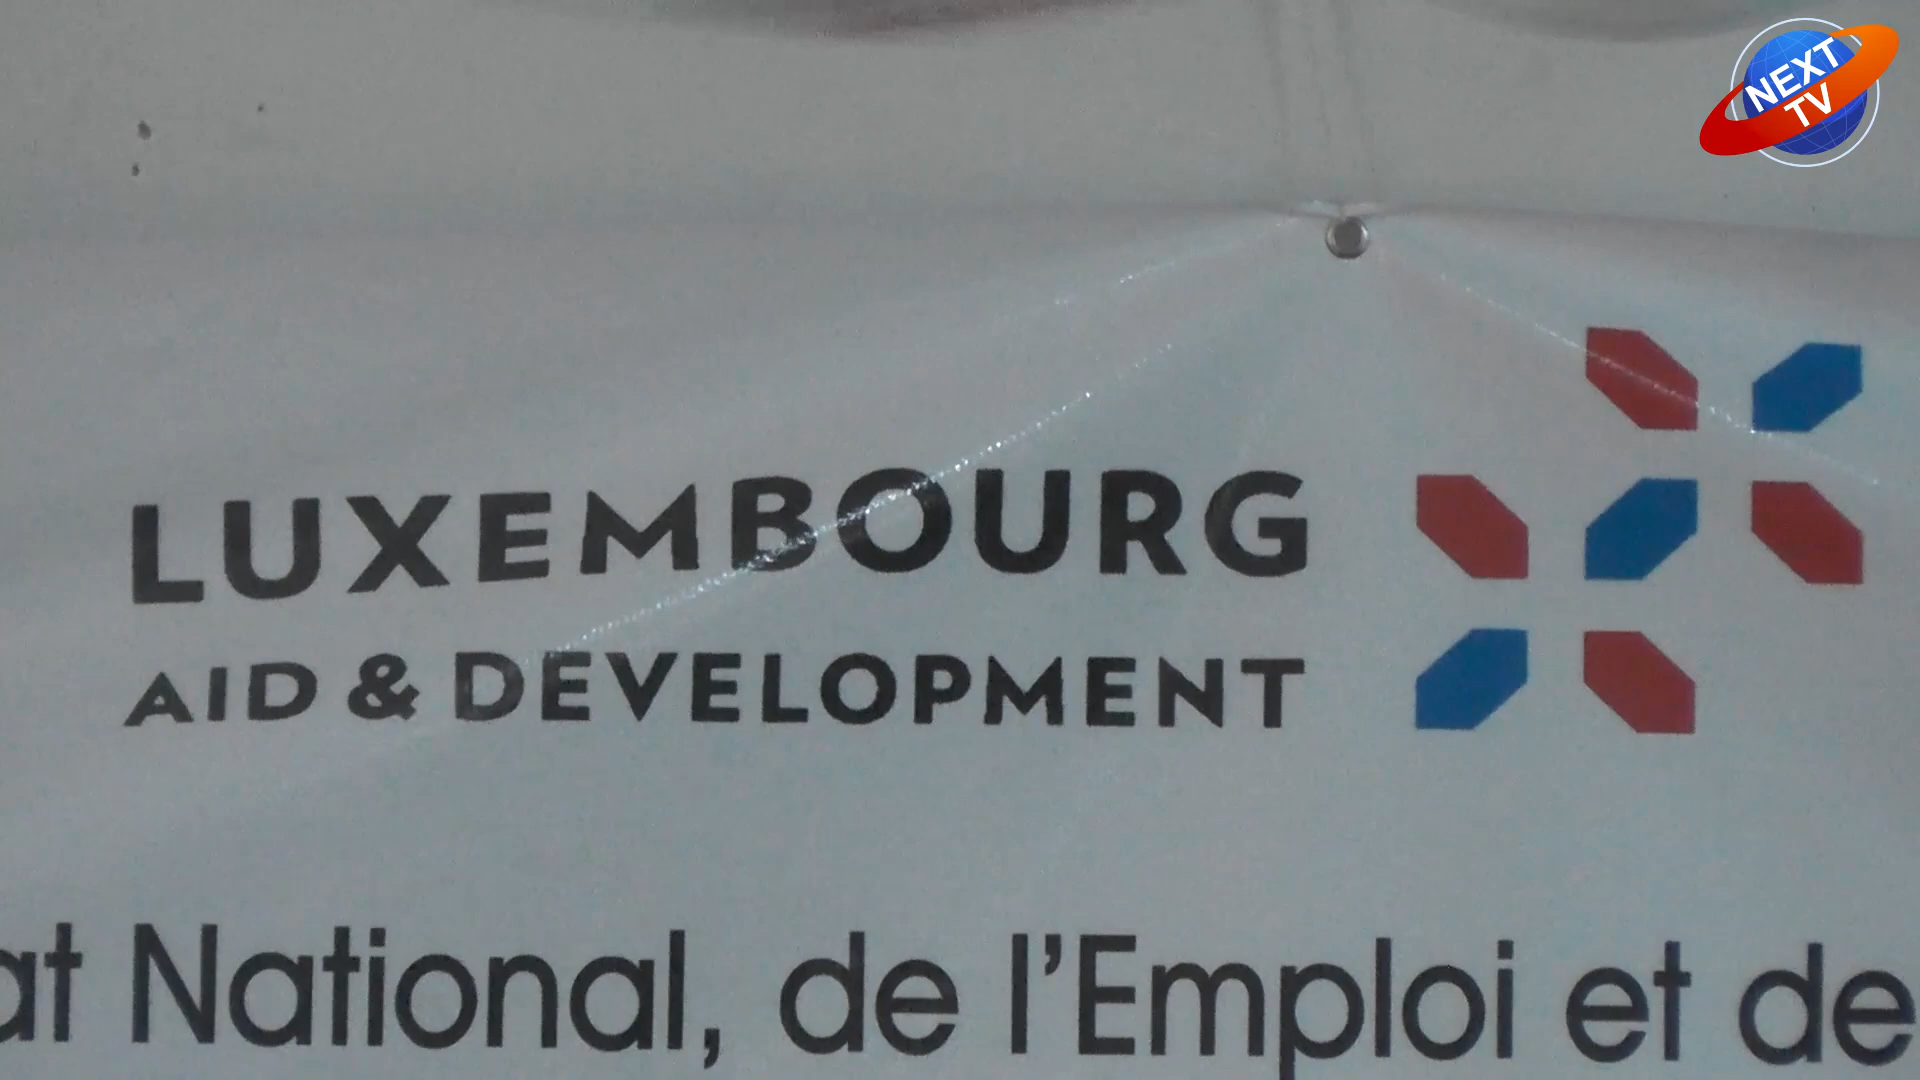 NEXT
TV
LUXEMBOURG
AID & DEVELOPMENT
at National, de l'Emploi et de